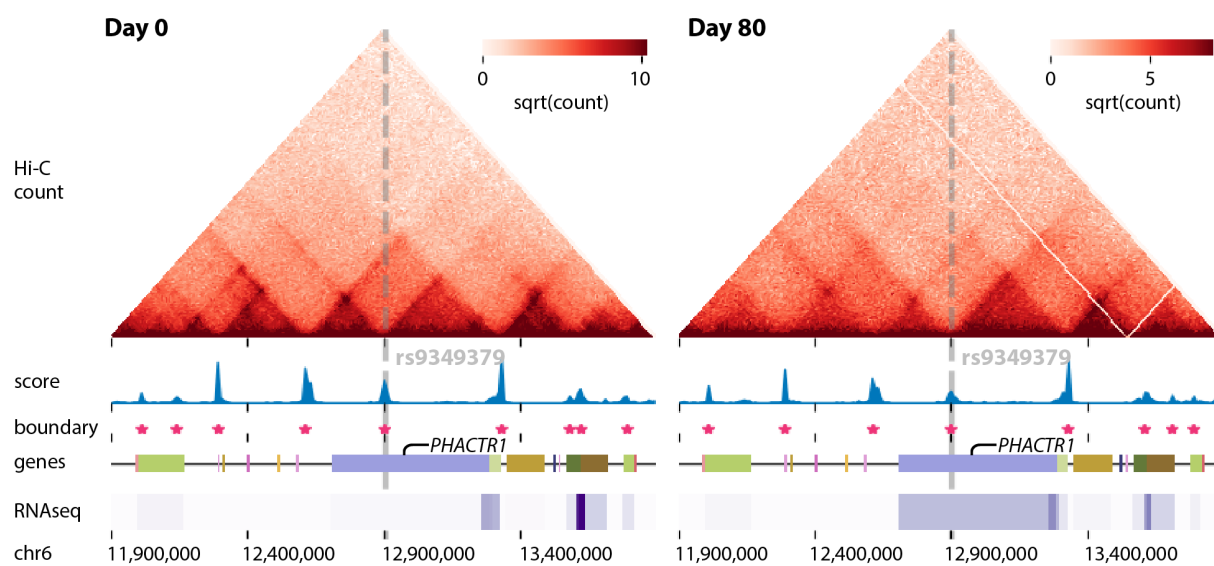 Day 0
Day 80
0 10
sqrt(count)
0 5
sqrt(count)
Hi-C
count
rs9349379
rs9349379
score
boundary
PHACTR1
PHACTR1
genes
RNAseq
chr6
11,900,000 12,400,000 12,900,000 13,400,000
11,900,000 12,400,000 12,900,000 13,400,000